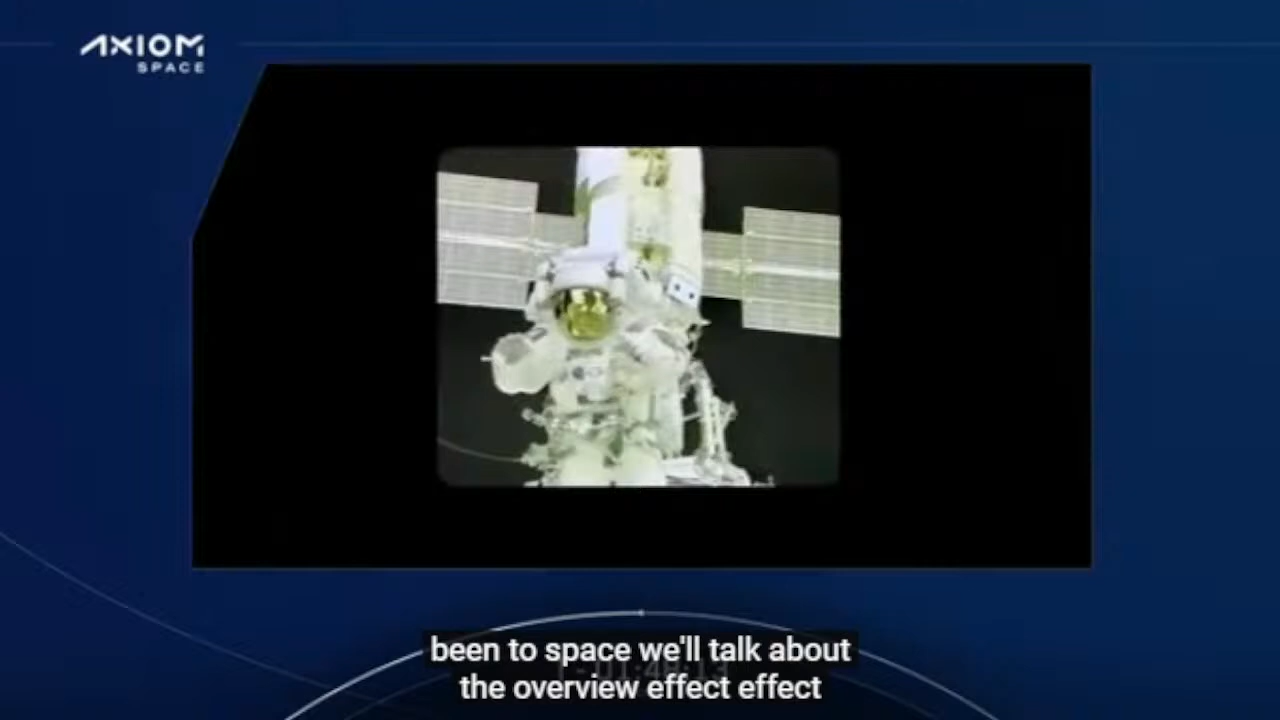 AXIOM
SPACE
been to space we'll talk about
the overview effect effect